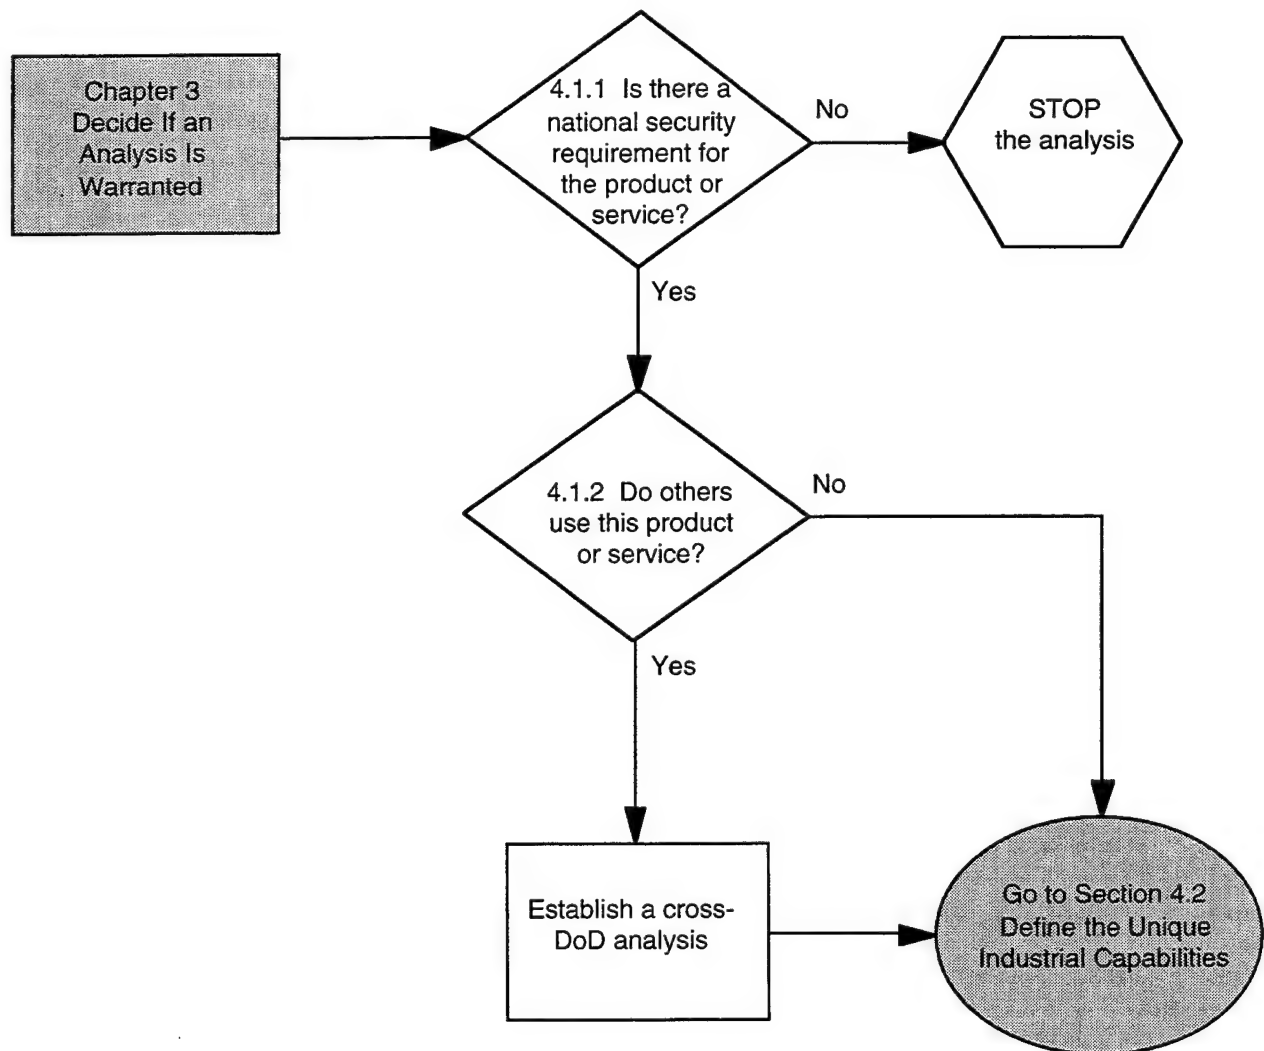 Chapter 3
Decide If an
Analysis Is
Warranted
4.1.1 Is there a
national security
requirement for
the product or
service?
No
STOP
the analysis
Yes
4.1.2 Do others
use this product
or service?
No
Yes
Establish a cross-
DoD analysis
Go to Section 4.2
Define the Unique
Industrial Capabilities